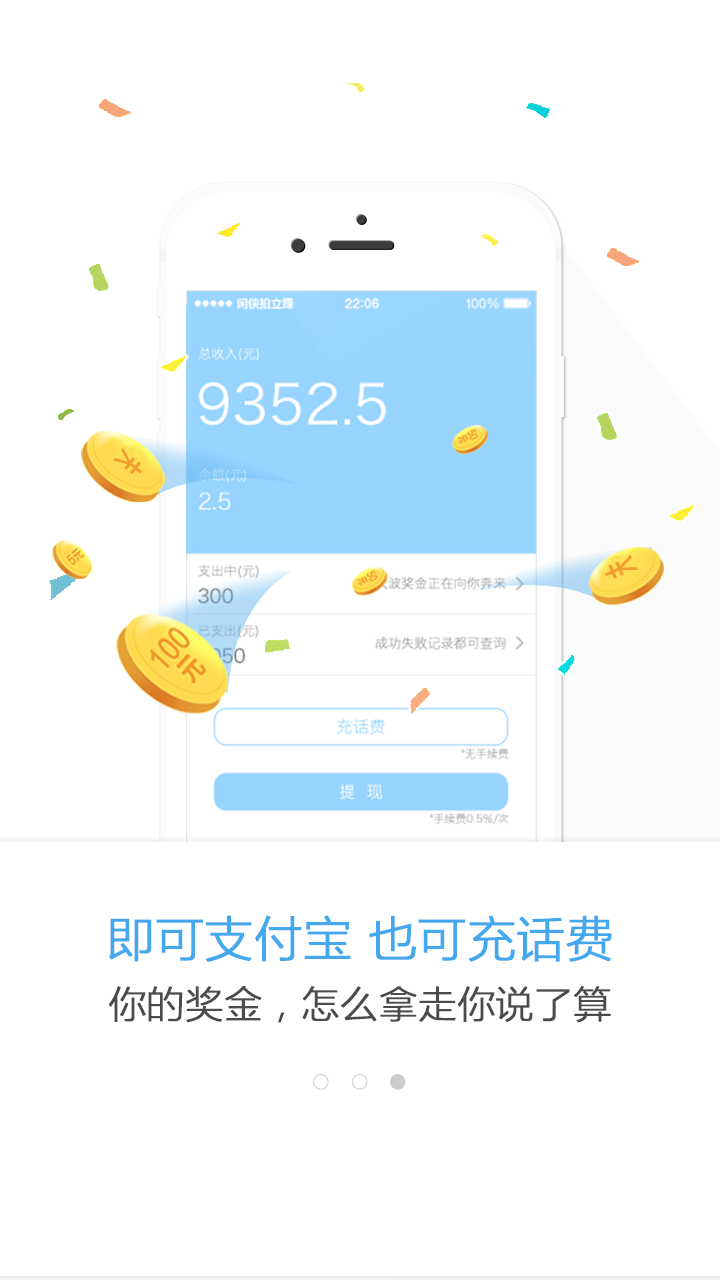 闲侠拍立赚 22:06 100%
总收入(元)
9352.5
余额(元)
2.5
支出中(元)
300
波奖金正在向你奔来
已支出(元)
050
成功失败记录都可查询
充话费
*无手续费
提 现
*手续费0.5%/次
5元
100元
即可支付宝 也可充话费
你的奖金，怎么拿走你说了算